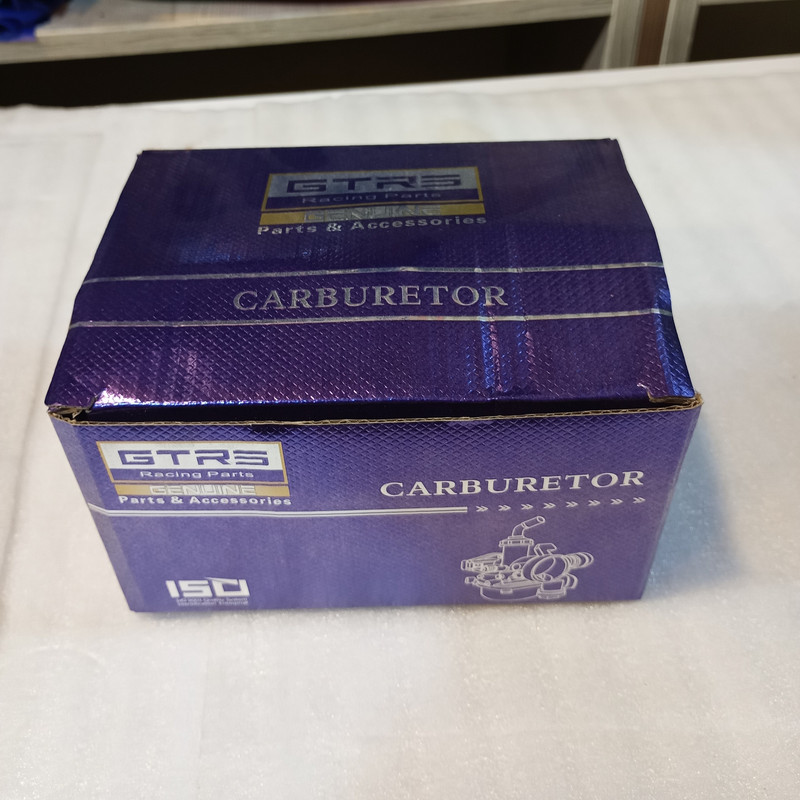 GTRS
Racing Parts
GENUINE
Parts & Accessories
CARBURETOR
GTRS
Racing Parts
GENUINE
Parts & Accessories
CARBURETOR
ISO